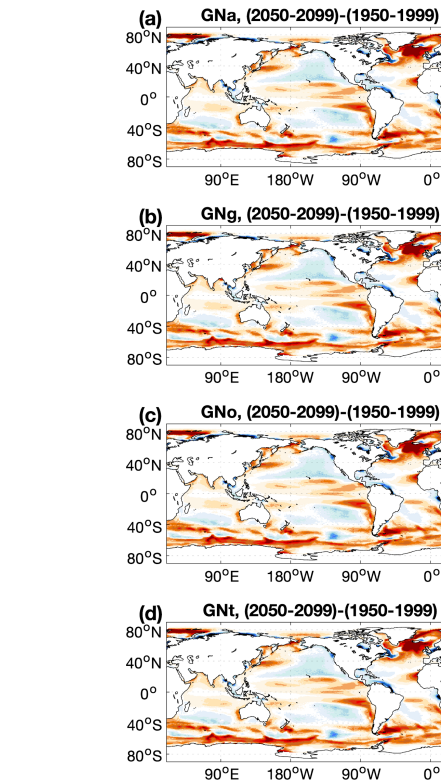 (a) GNa, (2050-2099)-(1950-1999)
80°N
40°N
0°
40°S
80°S
90°E 180°W 90°W 0°
(b) GNg, (2050-2099)-(1950-1999)
80°N
40°N
0°
40°S
80°S
90°E 180°W 90°W 0°
(c) GNo, (2050-2099)-(1950-1999)
80°N
40°N
0°
40°S
80°S
90°E 180°W 90°W 0°
(d) GNt, (2050-2099)-(1950-1999)
80°N
40°N
0°
40°S
80°S
90°E 180°W 90°W 0°